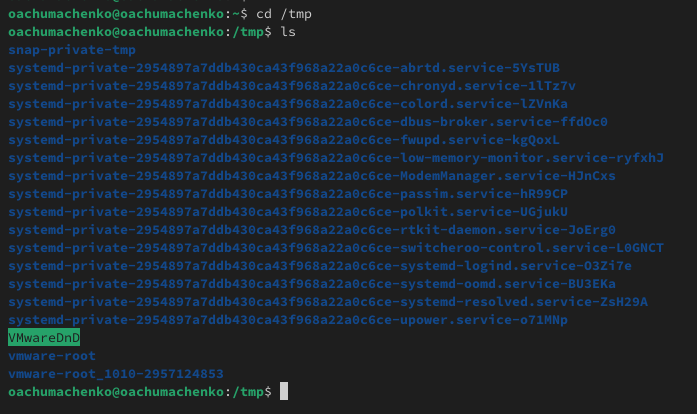 oachumachenko@oachumachenko:~$ cd /tmp
oachumachenko@oachumachenko:/tmp$ ls
snap-private-tmp
systemd-private-2954897a7ddb430ca43f968a22a0c6ce-abrtd.service-5YsTUB
systemd-private-2954897a7ddb430ca43f968a22a0c6ce-chronyd.service-1lTz7v
systemd-private-2954897a7ddb430ca43f968a22a0c6ce-colord.service-lZVnKa
systemd-private-2954897a7ddb430ca43f968a22a0c6ce-dbus-broker.service-ffdOc0
systemd-private-2954897a7ddb430ca43f968a22a0c6ce-fwupd.service-kgQoxL
systemd-private-2954897a7ddb430ca43f968a22a0c6ce-low-memory-monitor.service-ryfxhJ
systemd-private-2954897a7ddb430ca43f968a22a0c6ce-ModemManager.service-HJnCxs
systemd-private-2954897a7ddb430ca43f968a22a0c6ce-passim.service-hR99CP
systemd-private-2954897a7ddb430ca43f968a22a0c6ce-polkit.service-UGjukU
systemd-private-2954897a7ddb430ca43f968a22a0c6ce-rtkit-daemon.service-JoErg0
systemd-private-2954897a7ddb430ca43f968a22a0c6ce-switcheroo-control.service-L0GNCT
systemd-private-2954897a7ddb430ca43f968a22a0c6ce-systemd-logind.service-O3Zi7e
systemd-private-2954897a7ddb430ca43f968a22a0c6ce-systemd-oomd.service-BU3EKa
systemd-private-2954897a7ddb430ca43f968a22a0c6ce-systemd-resolved.service-ZsH29A
systemd-private-2954897a7ddb430ca43f968a22a0c6ce-upower.service-o71MNp
VMwareDnD
vmware-root
vmware-root_1010-2957124853
oachumachenko@oachumachenko:/tmp$